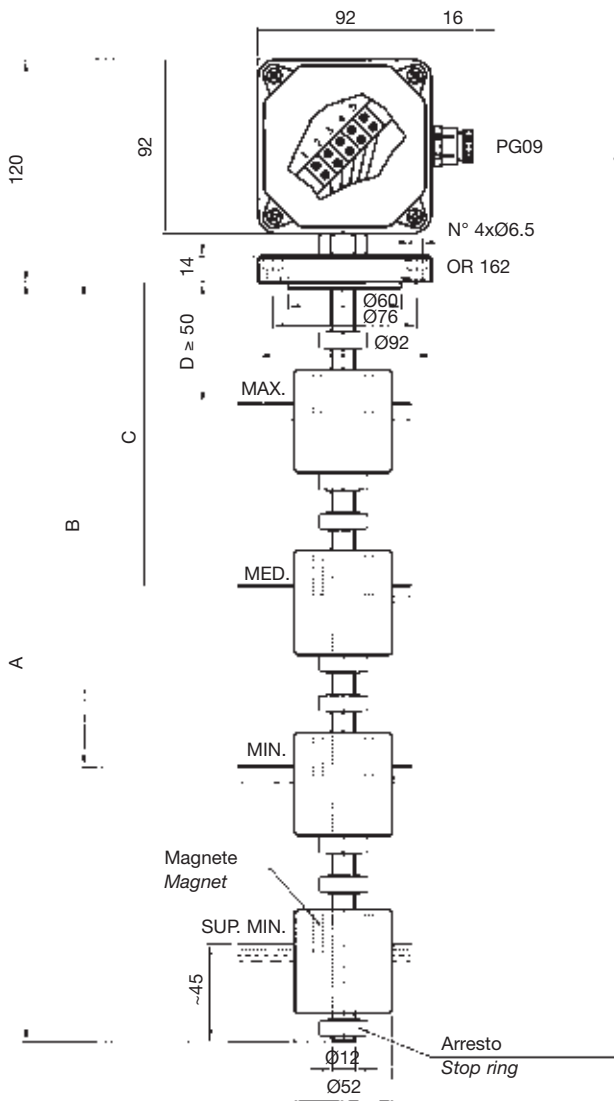 92 16
1 2 3 4 5
120
92
PG09
N° 4xØ6.5
14
OR 162
Ø60
Ø76
D ≥ 50
Ø92
MAX.
C
B
MED.
A
MIN.
Magnete
Magnet
SUP. MIN.
~45
Arresto
Stop ring
Ø12
Ø52